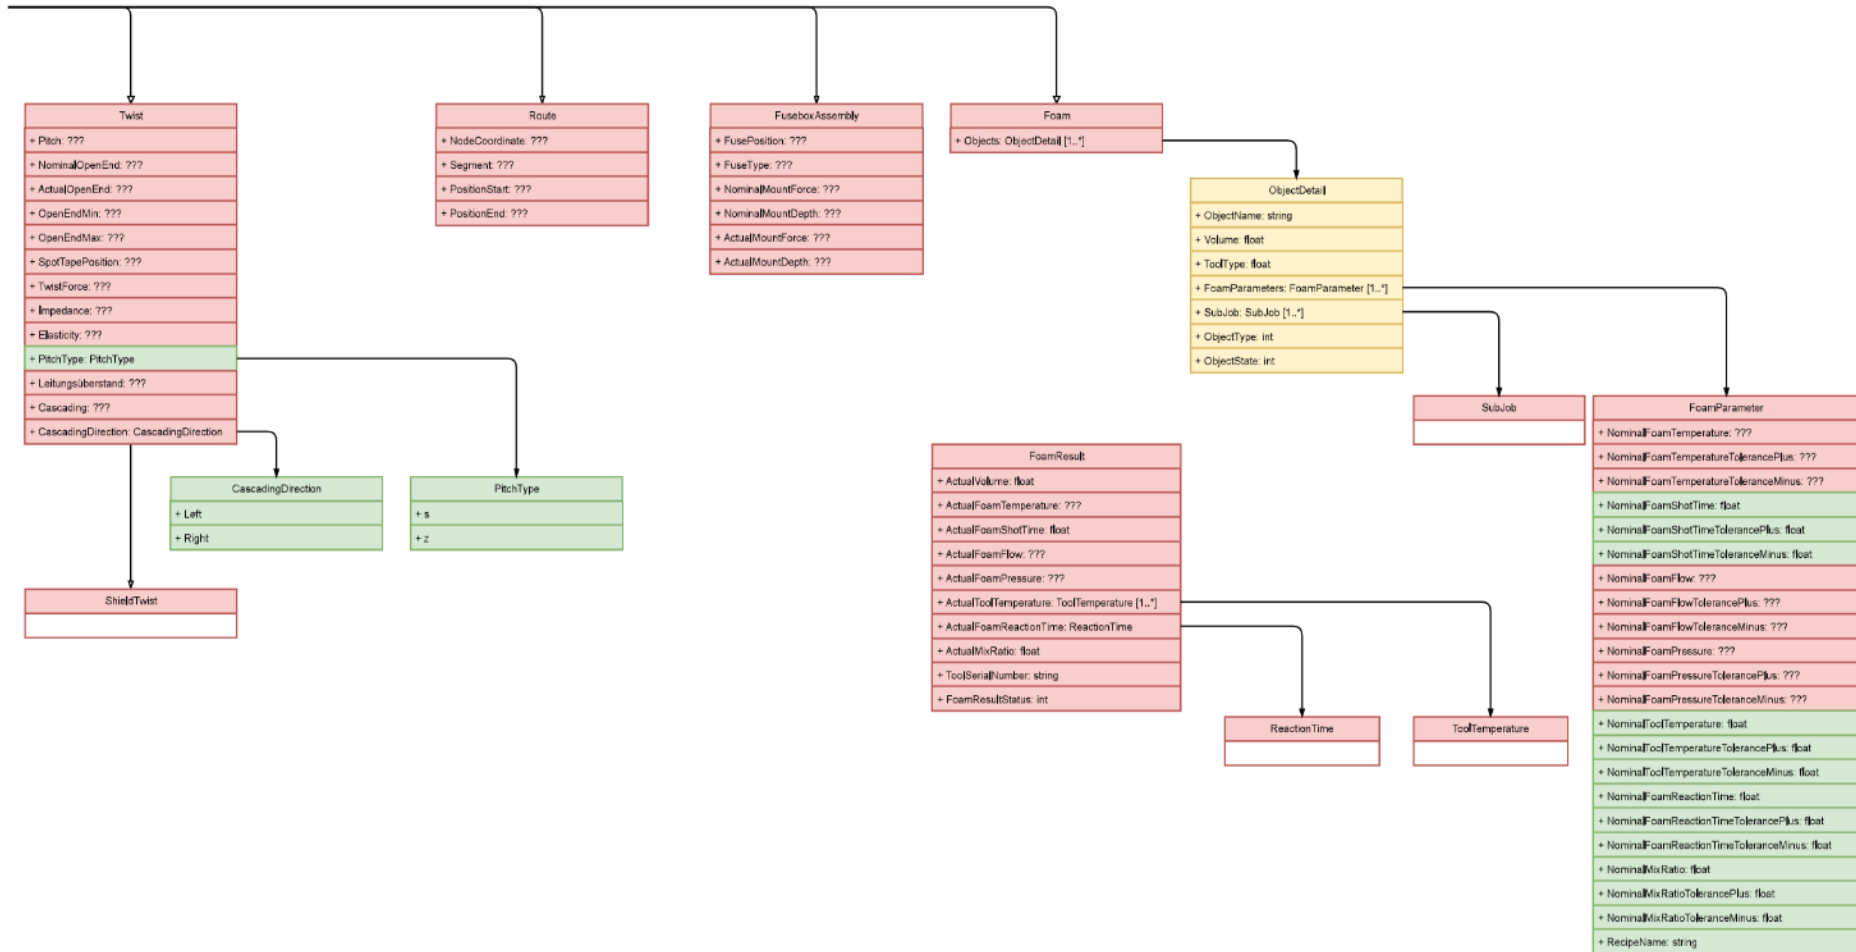 Twist
+ Pitch: ???
+ NominalOpenEnd: ???
+ ActualOpenEnd: ???
+ OpenEndMin: ???
+ OpenEndMax: ???
+ SpotTapePosition: ???
+ TwistForce: ???
+ Impedance: ???
+ Elasticity: ???
+ PitchType: PitchType
+ Leitungsüberstand: ???
+ Cascading: ???
+ CascadingDirection: CascadingDirection
CascadingDirection
+ Left
+ Right
PitchType
+ s
+ z
ShieldTwist
Route
+ NodeCoordinate: ???
+ Segment: ???
+ PositionStart: ???
+ PositionEnd: ???
FuseboxAssembly
+ FusePosition: ???
+ FuseType: ???
+ NominalMountForce: ???
+ NominalMountDepth: ???
+ ActualMountForce: ???
+ ActualMountDepth: ???
Foam
+ Objects: ObjectDetail [1..*]
ObjectDetail
+ ObjectName: string
+ Volume: float
+ ToolType: float
+ FoamParameters: FoamParameter [1..*]
+ SubJob: SubJob [1..*]
+ ObjectType: int
+ ObjectState: int
SubJob
FoamResult
+ ActualVolume: float
+ ActualFoamTemperature: ???
+ ActualFoamShotTime: float
+ ActualFoamFlow: ???
+ ActualFoamPressure: ???
+ ActualToolTemperature: ToolTemperature [1..*]
+ ActualFoamReactionTime: ReactionTime
+ ActualMixRatio: float
+ ToolSerialNumber: string
+ FoamResultStatus: int
ReactionTime
ToolTemperature
FoamParameter
+ NominalFoamTemperature: ???
+ NominalFoamTemperatureTolerancePlus: ???
+ NominalFoamTemperatureToleranceMinus: ???
+ NominalFoamShotTime: float
+ NominalFoamShotTimeTolerancePlus: float
+ NominalFoamShotTimeToleranceMinus: float
+ NominalFoamFlow: ???
+ NominalFoamFlowTolerancePlus: ???
+ NominalFoamFlowToleranceMinus: ???
+ NominalFoamPressure: ???
+ NominalFoamPressureTolerancePlus: ???
+ NominalFoamPressureToleranceMinus: ???
+ NominalToolTemperature: float
+ NominalToolTemperatureTolerancePlus: float
+ NominalToolTemperatureToleranceMinus: float
+ NominalFoamReactionTime: float
+ NominalFoamReactionTimeTolerancePlus: float
+ NominalFoamReactionTimeToleranceMinus: float
+ NominalMixRatio: float
+ NominalMixRatioTolerancePlus: float
+ NominalMixRatioToleranceMinus: float
+ RecipeName: string